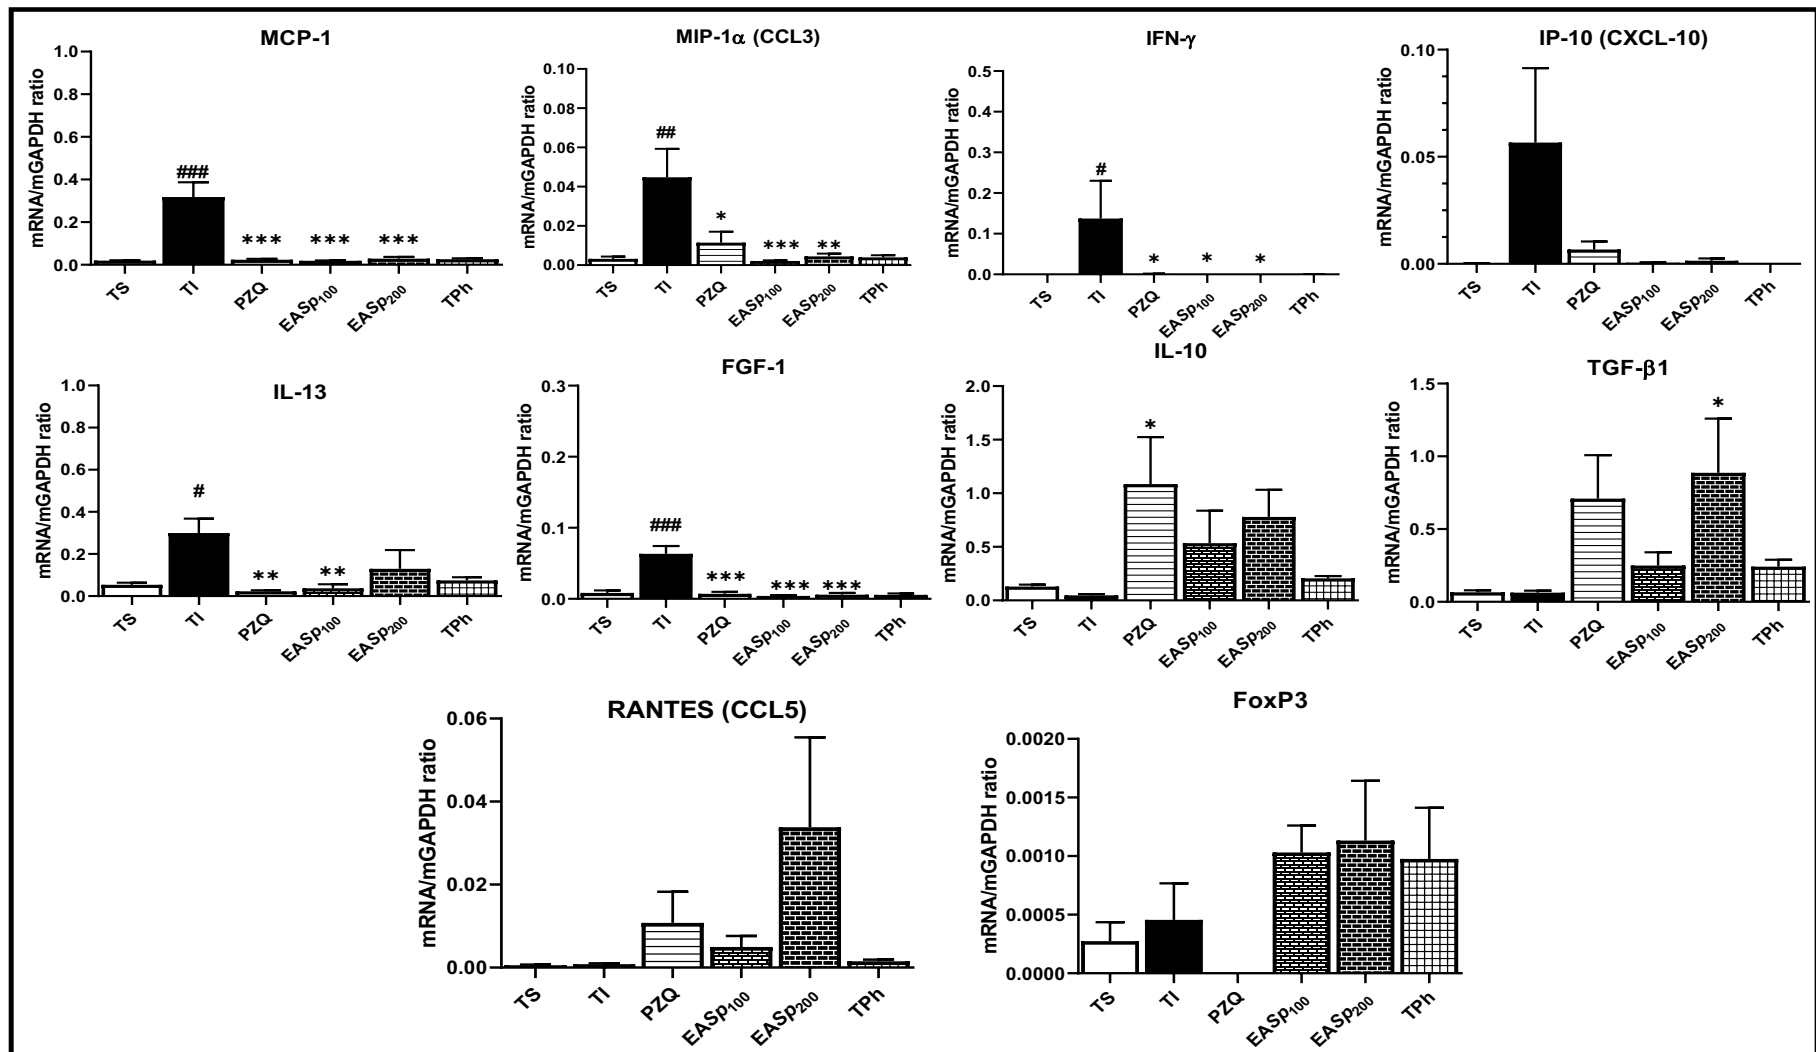 MCP-1
mRNA/mGAPDH ratio
1.0
0.8
0.6
0.4
0.2
0.0
###
*** *** ***
TS TI PZQ EASp₁₀₀ EASp₂₀₀ TPh
MIP-1α (CCL3)
mRNA/mGAPDH ratio
0.10
0.08
0.06
0.04
0.02
0.00
##
* *** **
TS TI PZQ EASp₁₀₀ EASp₂₀₀ TPh
IFN-γ
mRNA/mGAPDH ratio
0.5
0.4
0.3
0.2
0.1
0.0
#
* * *
TS TI PZQ EASp₁₀₀ EASp₂₀₀ TPh
IP-10 (CXCL-10)
mRNA/mGAPDH ratio
0.10
0.05
0.00
TS TI PZQ EASp₁₀₀ EASp₂₀₀ TPh
IL-13
mRNA/mGAPDH ratio
1.0
0.8
0.6
0.4
0.2
0.0
#
** **
TS TI PZQ EASp₁₀₀ EASp₂₀₀ TPh
FGF-1
mRNA/mGAPDH ratio
0.3
0.2
0.1
0.0
###
*** *** ***
TS TI PZQ EASp₁₀₀ EASp₂₀₀ TPh
IL-10
mRNA/mGAPDH ratio
2.0
1.5
1.0
0.5
0.0
*
TS TI PZQ EASp₁₀₀ EASp₂₀₀ TPh
TGF-β1
mRNA/mGAPDH ratio
1.5
1.0
0.5
0.0
*
TS TI PZQ EASp₁₀₀ EASp₂₀₀ TPh
RANTES (CCL5)
mRNA/mGAPDH ratio
0.06
0.04
0.02
0.00
TS TI PZQ EASp₁₀₀ EASp₂₀₀ TPh
FoxP3
mRNA/mGAPDH ratio
0.0020
0.0015
0.0010
0.0005
0.0000
TS TI PZQ EASp₁₀₀ EASp₂₀₀ TPh